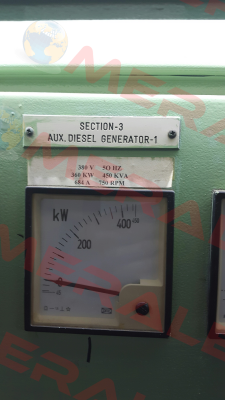 SECTION-3
AUX. DIESEL GENERATOR-1
380 V 50 HZ
360 KW 450 KVA
684 A 750 RPM
kW
200
400